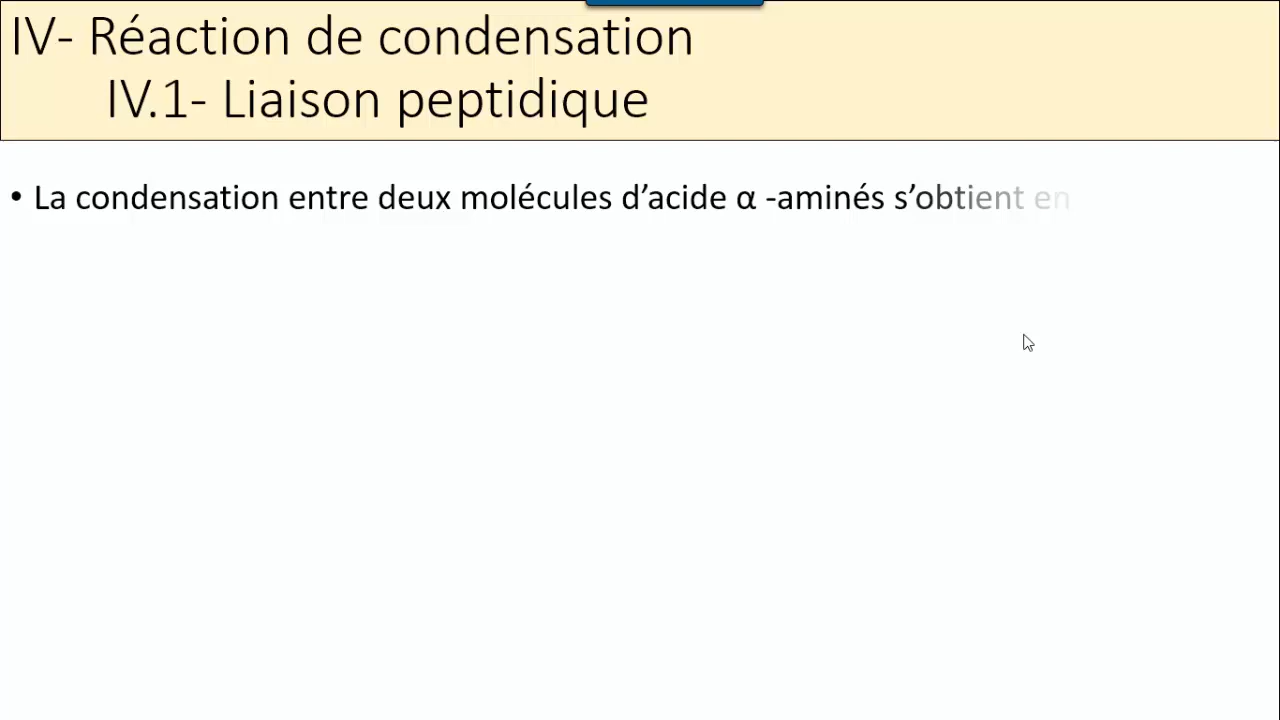 IV- Réaction de condensation
IV.1- Liaison peptidique
• La condensation entre deux molécules d’acide α -aminés s’obtient en